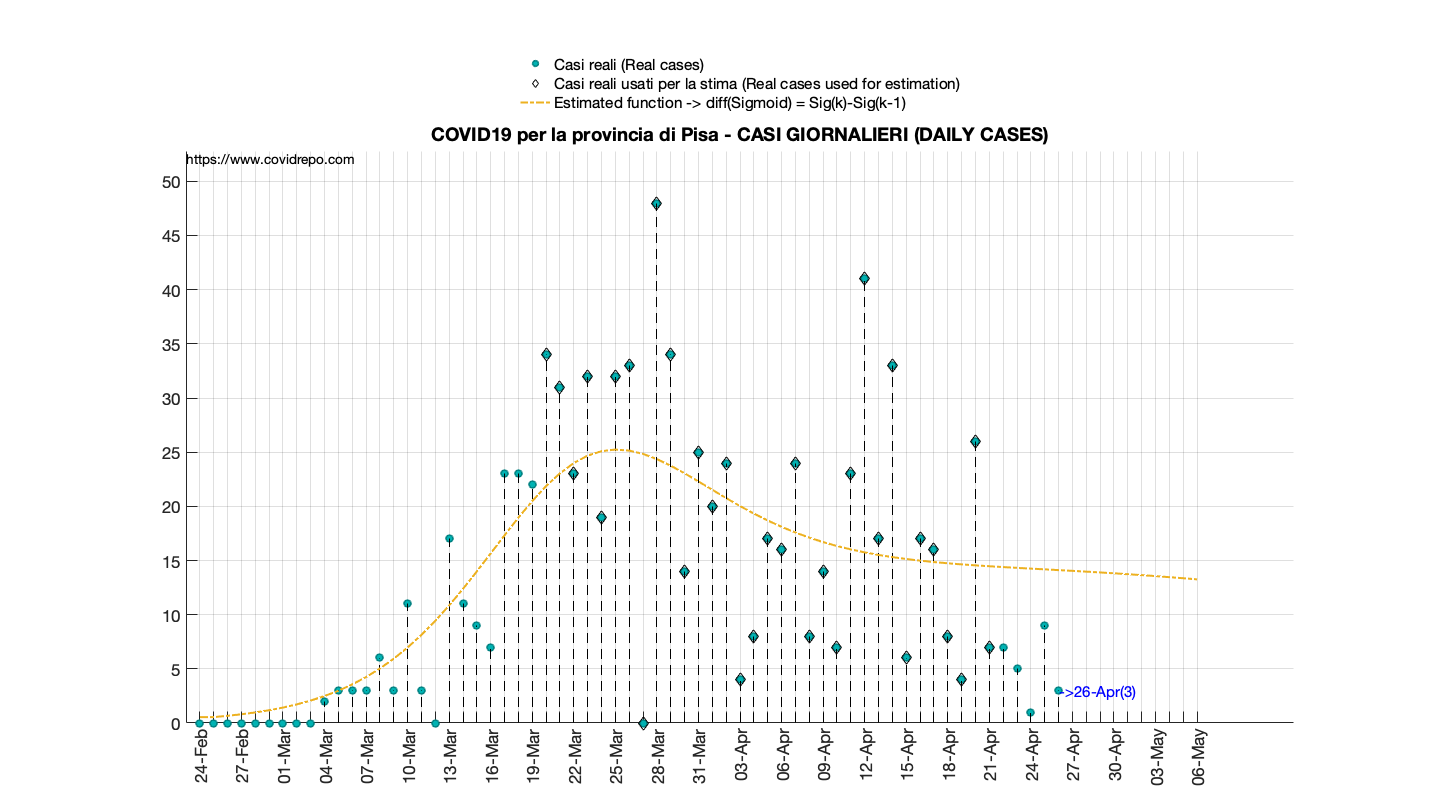 Casi reali (Real cases)
Casi reali usati per la stima (Real cases used for estimation)
Estimated function -> diff(Sigmoid) = Sig(k)-Sig(k-1)
COVID19 per la provincia di Pisa - CASI GIORNALIERI (DAILY CASES)
https://www.covidrepo.com
50
45
40
35
30
25
20
15
10
5
0
->26-Apr(3)
24-Feb
27-Feb
01-Mar
04-Mar
07-Mar
10-Mar
13-Mar
16-Mar
19-Mar
22-Mar
25-Mar
28-Mar
31-Mar
03-Apr
06-Apr
09-Apr
12-Apr
15-Apr
18-Apr
21-Apr
24-Apr
27-Apr
30-Apr
03-May
06-May